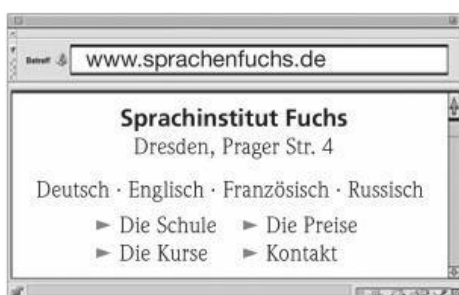 Betreff www.sprachenfuchs.de
Sprachinstitut Fuchs
Dresden, Prager Str. 4
Deutsch · Englisch · Französisch · Russisch
► Die Schule ► Die Preise
► Die Kurse ► Kontakt